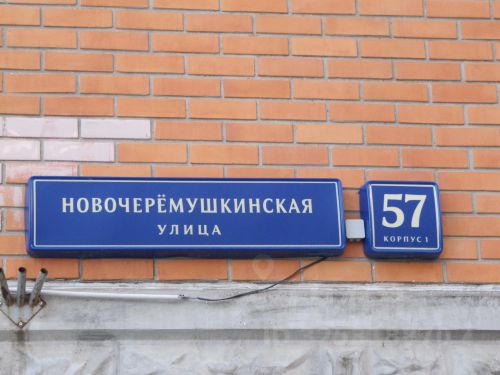 НОВОЧЕРЁМУШКИНСКАЯ
УЛИЦА
57
КОРПУС 1